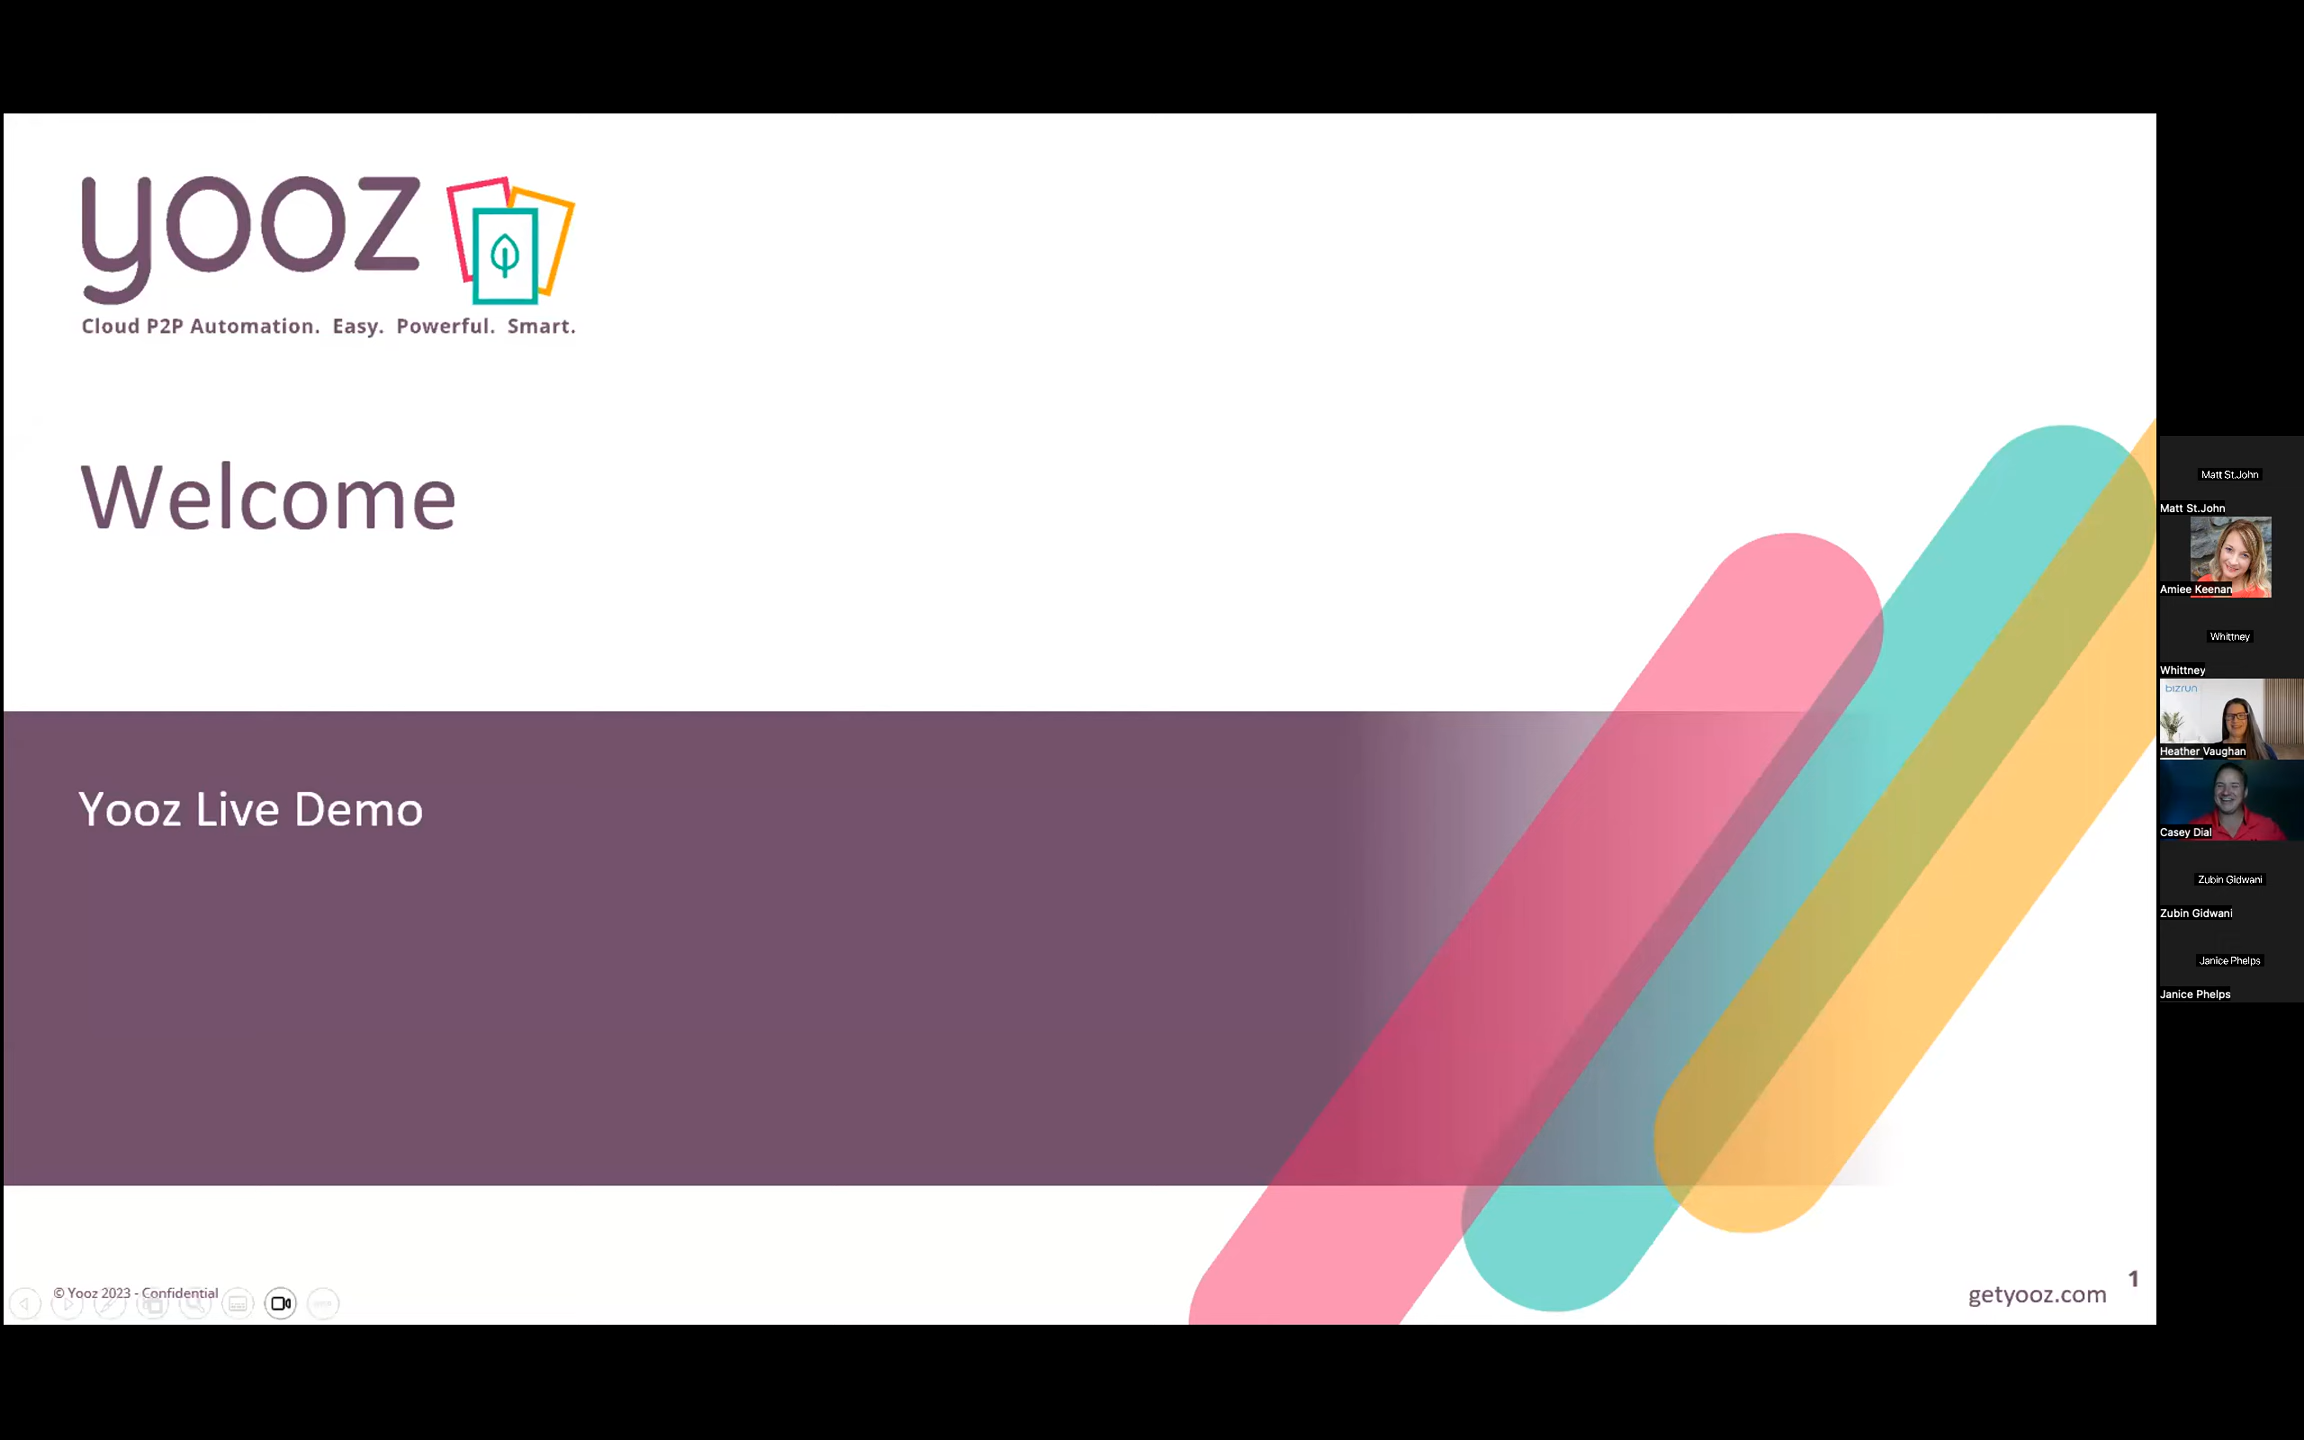 yooz
Cloud P2P Automation. Easy. Powerful. Smart.
Welcome
Yooz Live Demo
© Yooz 2023 - Confidential
getyooz.com
1
Matt St.John
Matt St.John
Amiee Keenan
Whittney
Whittney
bizrun
Heather Vaughan
Casey Dial
Zubin Gidwani
Zubin Gidwani
Janice Phelps
Janice Phelps